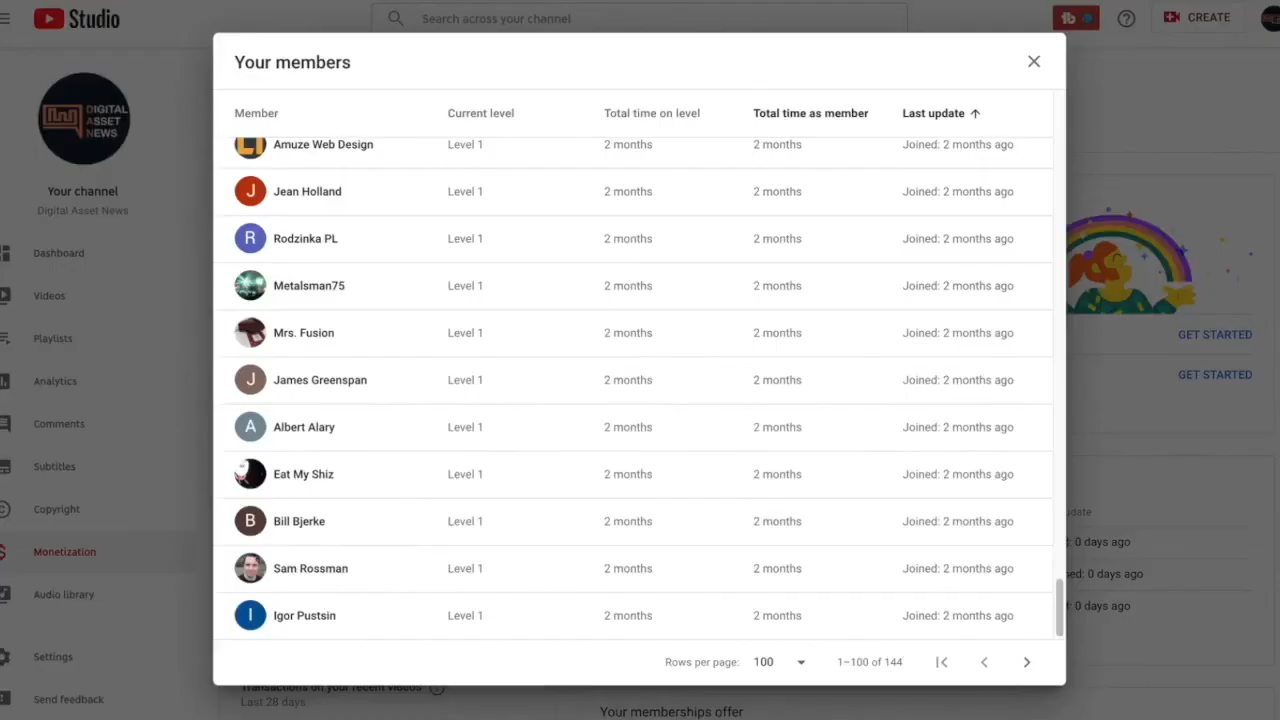 Studio
Search across your channel
CREATE
Your members
Member Current level Total time on level Total time as member Last update
Amuze Web Design Level 1 2 months 2 months Joined: 2 months ago
Jean Holland Level 1 2 months 2 months Joined: 2 months ago
Rodzinka PL Level 1 2 months 2 months Joined: 2 months ago
Metalsman75 Level 1 2 months 2 months Joined: 2 months ago
Mrs. Fusion Level 1 2 months 2 months Joined: 2 months ago
James Greenspan Level 1 2 months 2 months Joined: 2 months ago
Albert Alary Level 1 2 months 2 months Joined: 2 months ago
Eat My Shiz Level 1 2 months 2 months Joined: 2 months ago
Bill Bjerke Level 1 2 months 2 months Joined: 2 months ago
Sam Rossman Level 1 2 months 2 months Joined: 2 months ago
Igor Pustsin Level 1 2 months 2 months Joined: 2 months ago
Rows per page: 100 1–100 of 144
DIGITAL
ASSET
NEWS
Your channel
Digital Asset News
Dashboard
Videos
Playlists
Analytics
Comments
Subtitles
Copyright
Monetization
Audio library
Settings
Send feedback
GET STARTED
GET STARTED
0 days ago
0 days ago
0 days ago
Transactions on your recent videos
Last 28 days
Your memberships offer